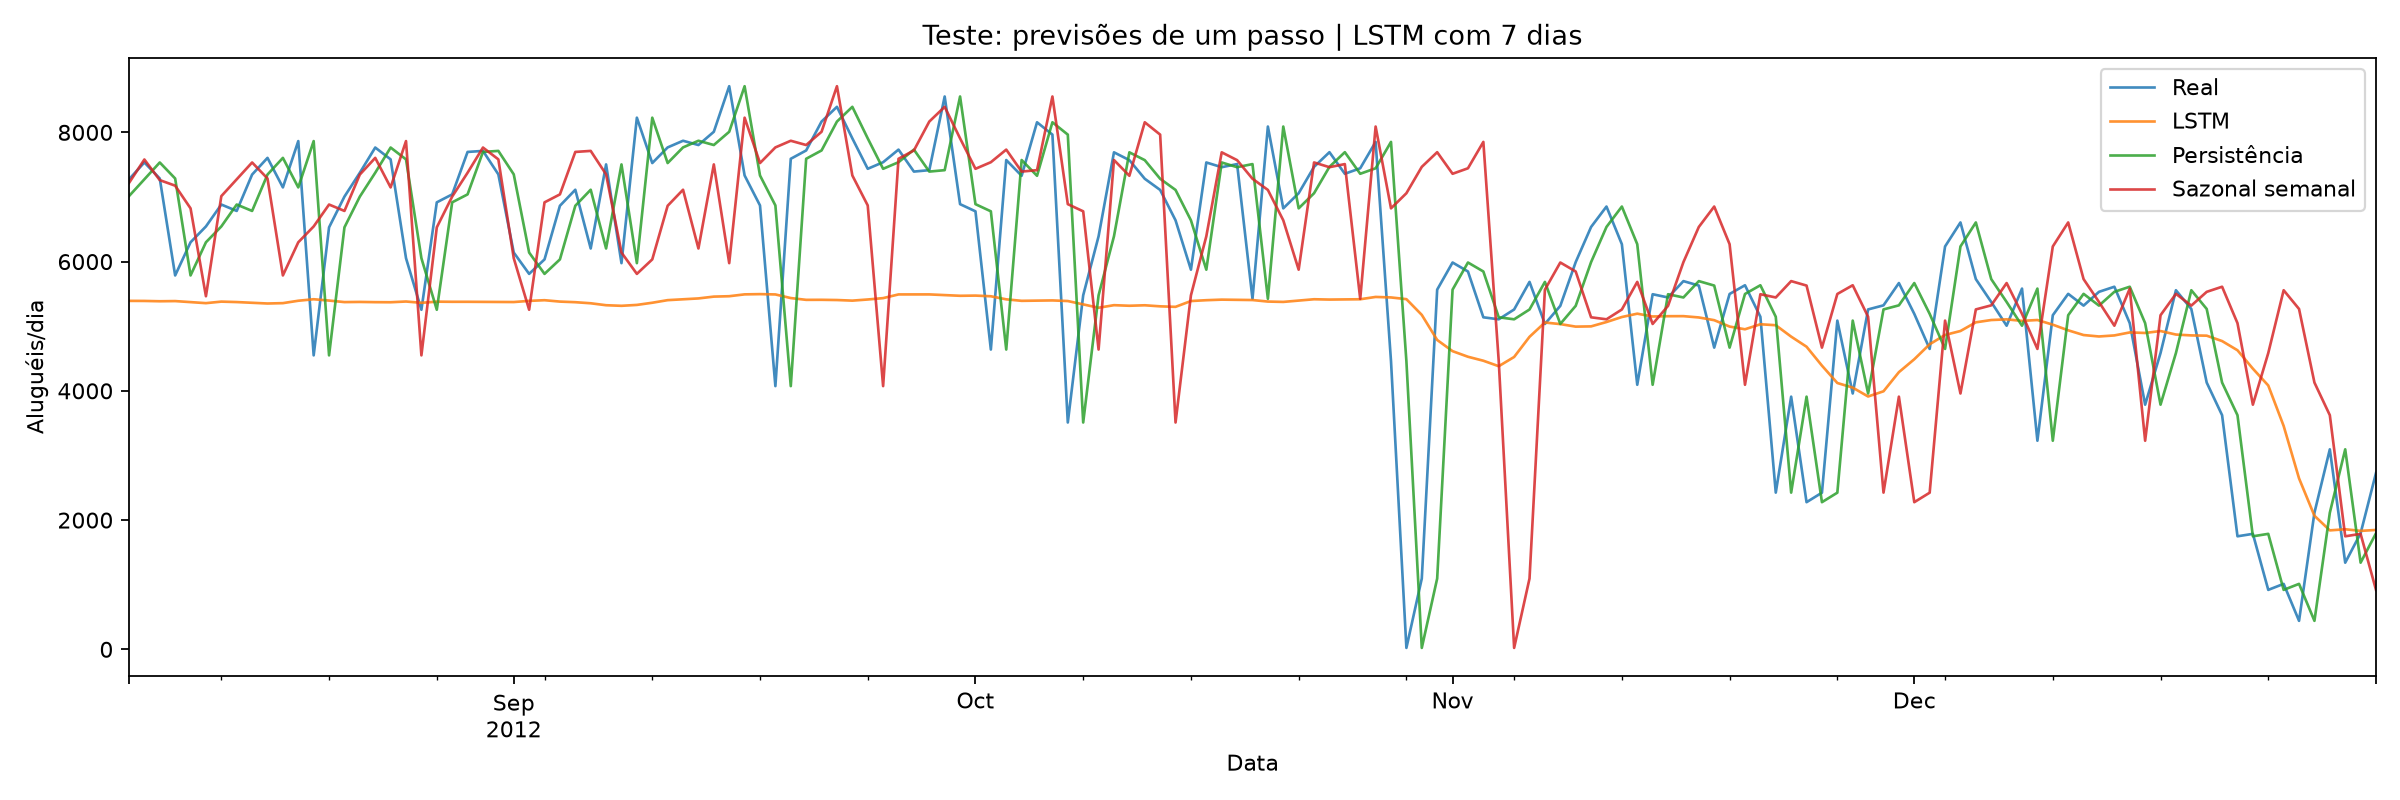 Teste: previsões de um passo | LSTM com 7 dias
Real
LSTM
Persistência
Sazonal semanal
Aluguéis/dia
8000
6000
4000
2000
0
Sep
2012
Oct
Nov
Dec
Data